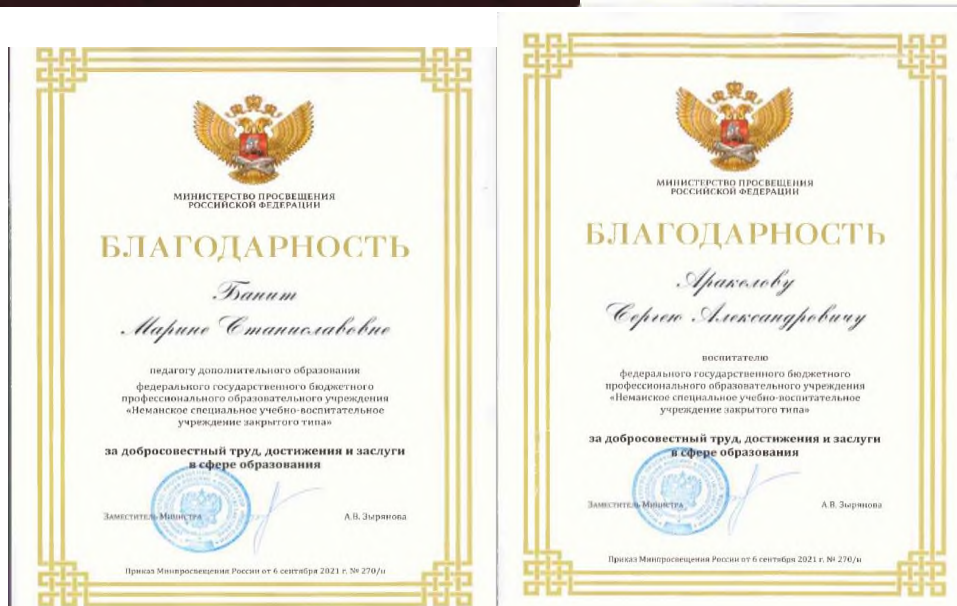 МИНИСТЕРСТВО ПРОСВЕЩЕНИЯ
РОССИЙСКОЙ ФЕДЕРАЦИИ
БЛАГОДАРНОСТЬ
Банит
Марине Станиславовне
педагогу дополнительного образования
федерального государственного бюджетного
профессионального образовательного учреждения
«Неманское специальное учебно-воспитательное
учреждение закрытого типа»
за добросовестный труд, достижения и заслуги
в сфере образования
Заместитель Министра
А.В. Зырянова
Приказ Минпросвещения России от 6 сентября 2021 г. № 270/н
МИНИСТЕРСТВО ПРОСВЕЩЕНИЯ
РОССИЙСКОЙ ФЕДЕРАЦИИ
БЛАГОДАРНОСТЬ
Аракелову
Сергею Александровичу
воспитателю
федерального государственного бюджетного
профессионального образовательного учреждения
«Неманское специальное учебно-воспитательное
учреждение закрытого типа»
за добросовестный труд, достижения и заслуги
в сфере образования
Заместитель Министра
А.В. Зырянова
Приказ Минпросвещения России от 6 сентября 2021 г. № 270/н